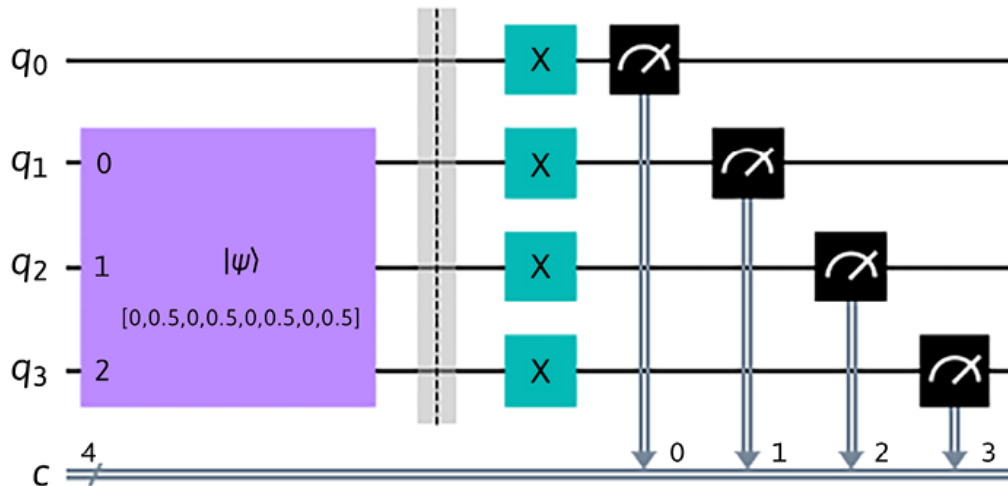 q0 X
q1 0 X
q2 1 |ψ⟩ X
[0,0.5,0,0.5,0,0.5,0,0.5]
q3 2 X
4 0 1 2 3
c